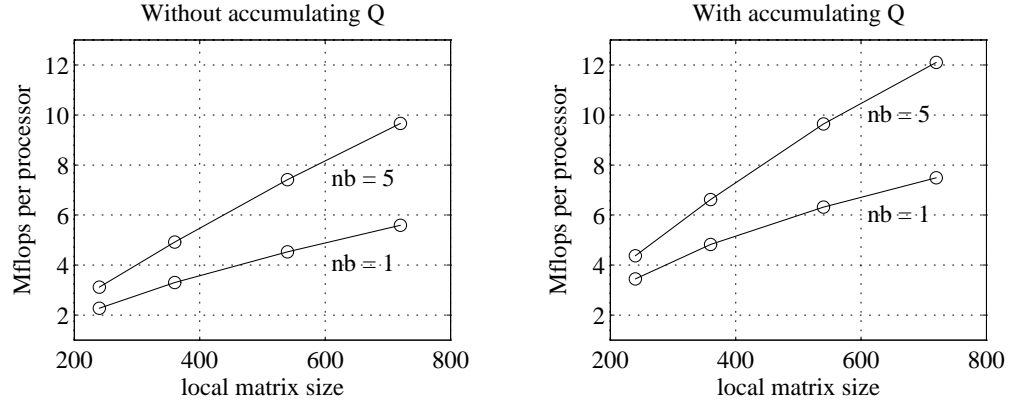 Without accumulating Q
Mflops per processor
12
10
8
6
4
2
nb = 5
nb = 1
200
400
600
800
local matrix size
With accumulating Q
Mflops per processor
12
10
8
6
4
2
nb = 5
nb = 1
200
400
600
800
local matrix size